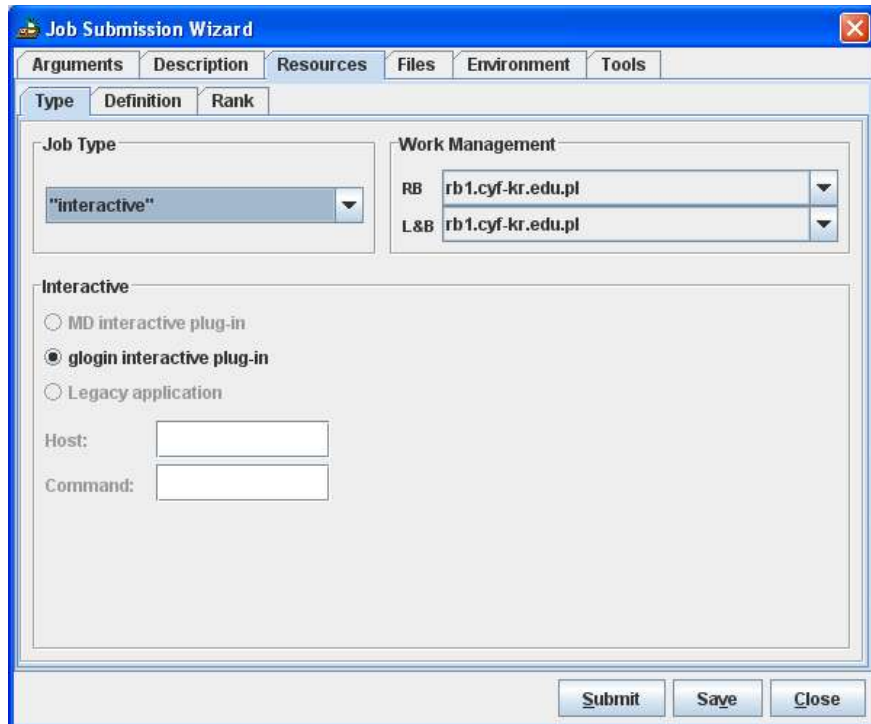 Job Submission Wizard
Arguments Description Resources Files Environment Tools
Type Definition Rank
Job Type
"interactive"
Work Management
RB rb1.cyf-kr.edu.pl
L&B rb1.cyf-kr.edu.pl
Interactive
MD interactive plug-in
glogin interactive plug-in
Legacy application
Host:
Command:
Submit Save Close